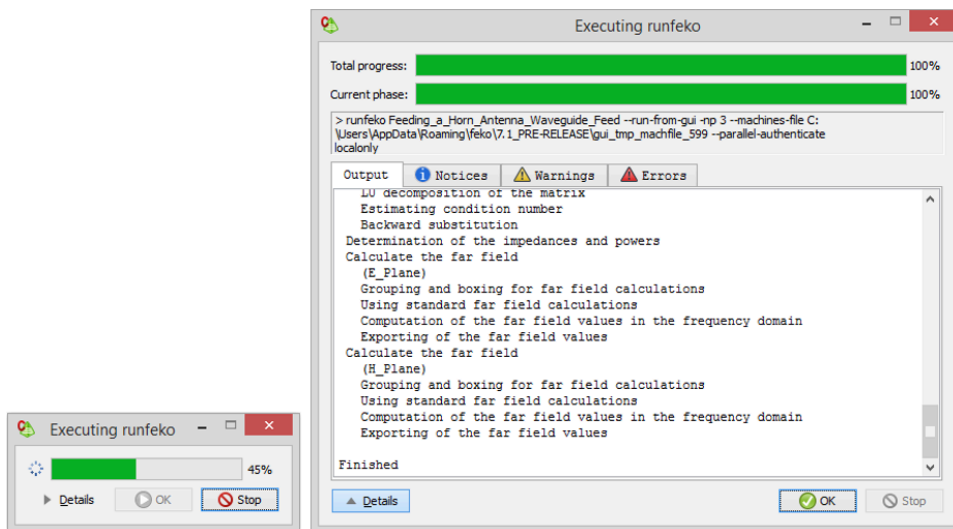 Executing runfeko
45%
Details
OK
Stop
Executing runfeko
Total progress:
100%
Current phase:
100%
> runfeko Feeding_a_Horn_Antenna_Waveguide_Feed --run-from-gui -np 3 --machines-file C:
\Users\AppData\Roaming\feko\7.1_PRE-RELEASE\gui_tmp_machfile_599 --parallel-authenticate
localonly
Output
Notices
Warnings
Errors
LU decomposition of the matrix
Estimating condition number
Backward substitution
Determination of the impedances and powers
Calculate the far field
(E_Plane)
Grouping and boxing for far field calculations
Using standard far field calculations
Computation of the far field values in the frequency domain
Exporting of the far field values
Calculate the far field
(H_Plane)
Grouping and boxing for far field calculations
Using standard far field calculations
Computation of the far field values in the frequency domain
Exporting of the far field values
Finished
Details
OK
Stop